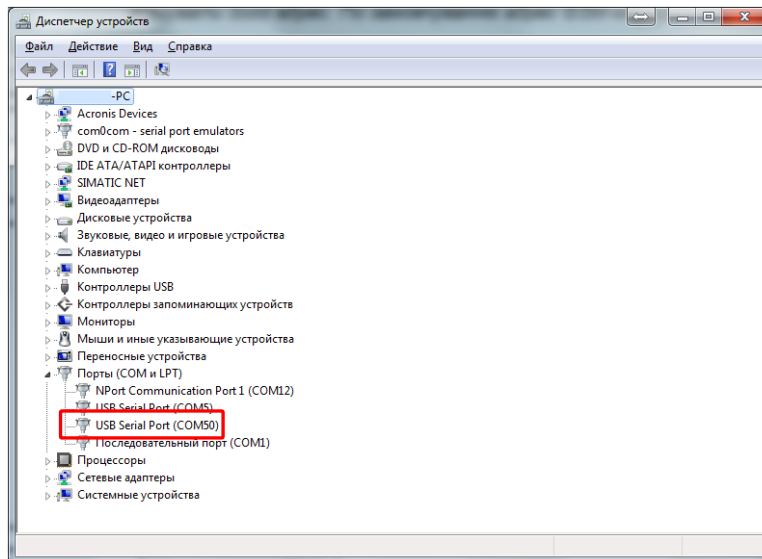 Диспетчер устройств
Файл Действие Вид Справка
-PC
Acronis Devices
com0com - serial port emulators
DVD и CD-ROM дисководы
IDE ATA/ATAPI контроллеры
SIMATIC NET
Видеоадаптеры
Дисковые устройства
Звуковые, видео и игровые устройства
Клавиатуры
Компьютер
Контроллеры USB
Контроллеры запоминающих устройств
Мониторы
Мыши и иные указывающие устройства
Переносные устройства
Порты (COM и LPT)
NPort Communication Port 1 (COM12)
USB Serial Port (COM5)
USB Serial Port (COM50)
Последовательный порт (COM1)
Процессоры
Сетевые адаптеры
Системные устройства